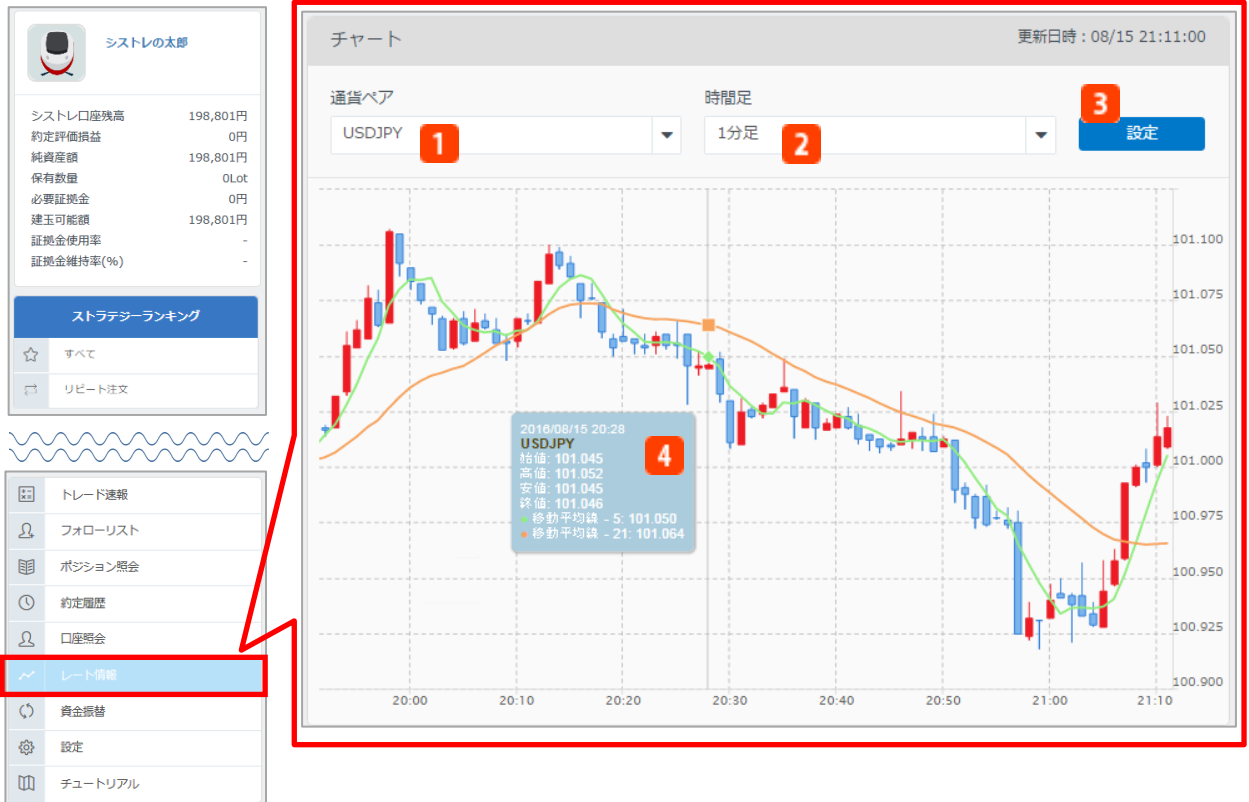 シストレの太郎
システレ口座残高 198,801円
約定評価損益 0円
純資産額 198,801円
保有数量 0Lot
必要証拠金 0円
建玉可能額 198,801円
証拠金使用率 -
証拠金維持率(%) -
ストラテジーランキング
すべて
リピート注文
トレード速報
フォローリスト
ポジション照会
約定履歴
口座照会
レート情報
資金振替
設定
チュートリアル
チャート 更新日時：08/15 21:11:00
通貨ペア 時間足 3
USDJPY 1 1分足 2 設定
101.100
101.075
101.050
101.025
101.000
100.975
100.950
100.925
100.900
2016/08/15 20:28
USDJPY 4
始値: 101.045
高値: 101.052
安値: 101.045
終値: 101.046
移動平均線 - 5: 101.050
移動平均線 - 21: 101.064
20:00 20:10 20:20 20:30 20:40 20:50 21:00 21:10